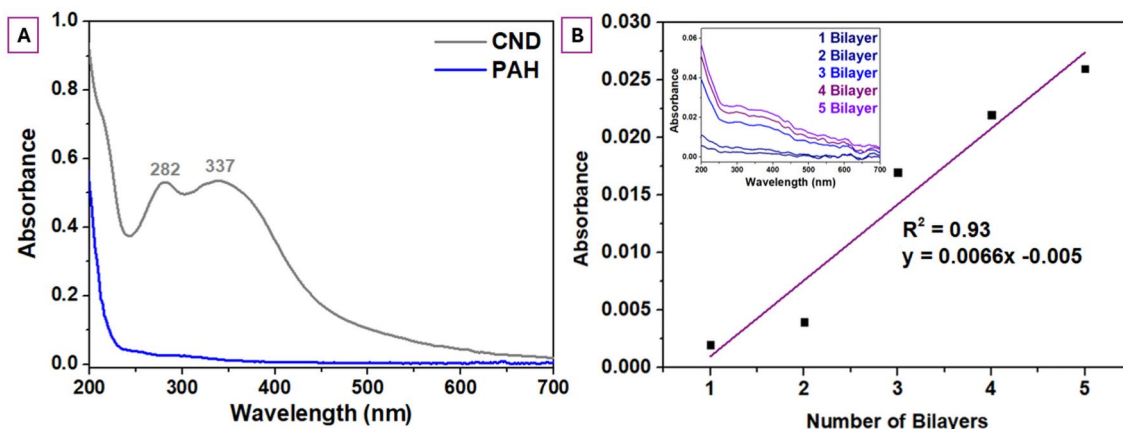 A
CND
PAH
282
337
Absorbance
1.0
0.8
0.6
0.4
0.2
0.0
200 300 400 500 600 700
Wavelength (nm)
B
Absorbance
0.030
0.025
0.020
0.015
0.010
0.005
0.000
1 Bilayer
2 Bilayer
3 Bilayer
4 Bilayer
5 Bilayer
Absorbance
0.06
0.04
0.02
0.00
200 300 400 500 600 700
Wavelength (nm)
R² = 0.93
y = 0.0066x -0.005
1 2 3 4 5
Number of Bilayers